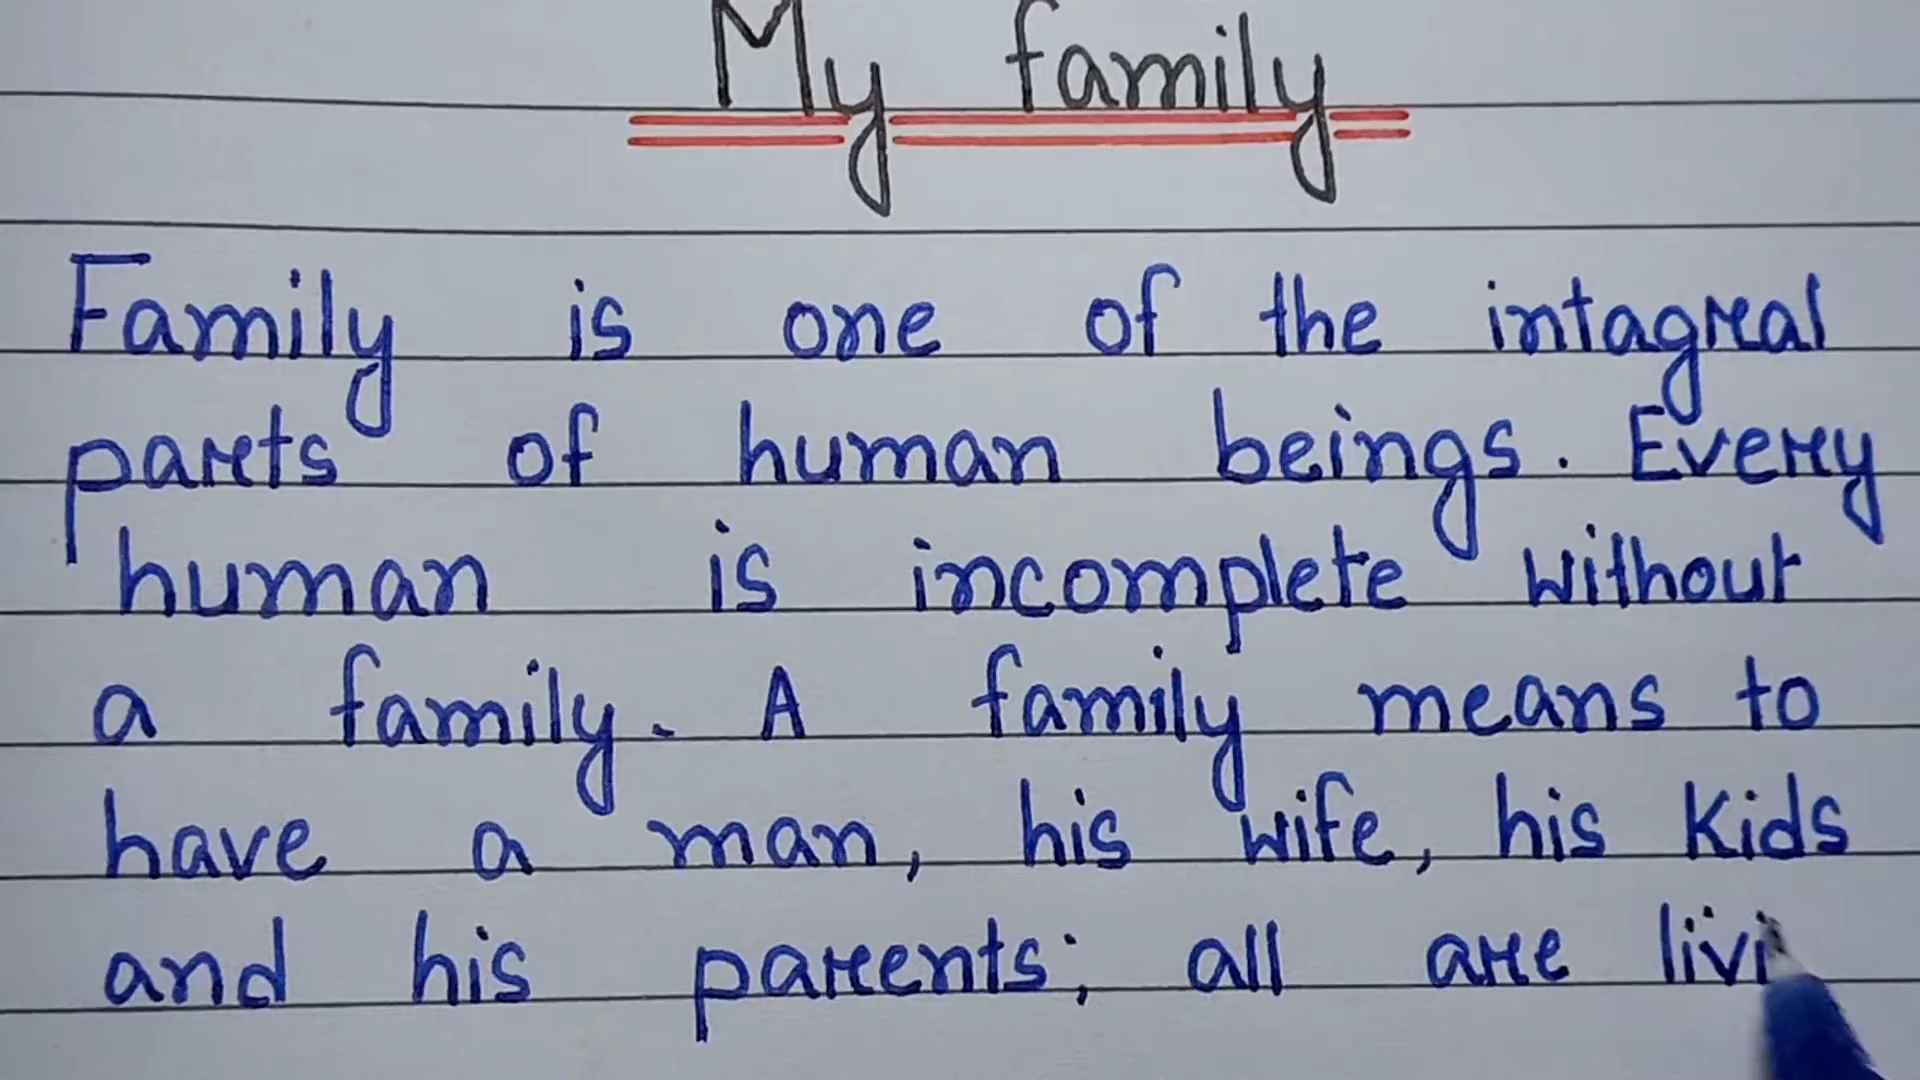 My family
Family is one of the intagral
parts of human beings. Every
human is incomplete without
a family. A family means to
have a man, his wife, his kids
and his parents; all are livi